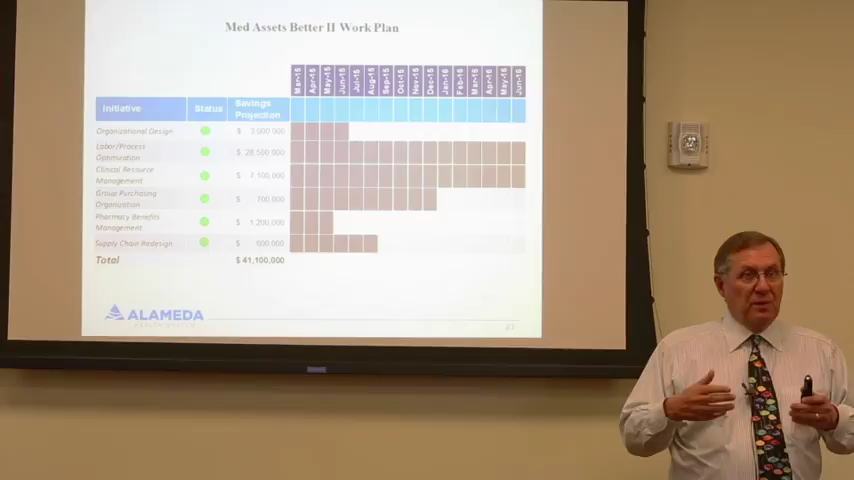 Med Assets Better II Work Plan
Mar-15 Apr-15 May-15 Jun-15 Jul-15 Aug-15 Sep-15 Oct-15 Nov-15 Dec-15 Jan-16 Feb-16 Mar-16 Apr-16 May-16 Jun-16
Initiative Status Savings
Projection
Organizational Design $ 3,000,000
Labor/Process
Optimization $ 28,500,000
Clinical Resource
Management $ 7,100,000
Group Purchasing
Organization $ 700,000
Pharmacy Benefits
Management $ 1,200,000
Supply Chain Redesign $ 600,000
Total $ 41,100,000
ALAMEDA
HEALTH SYSTEM